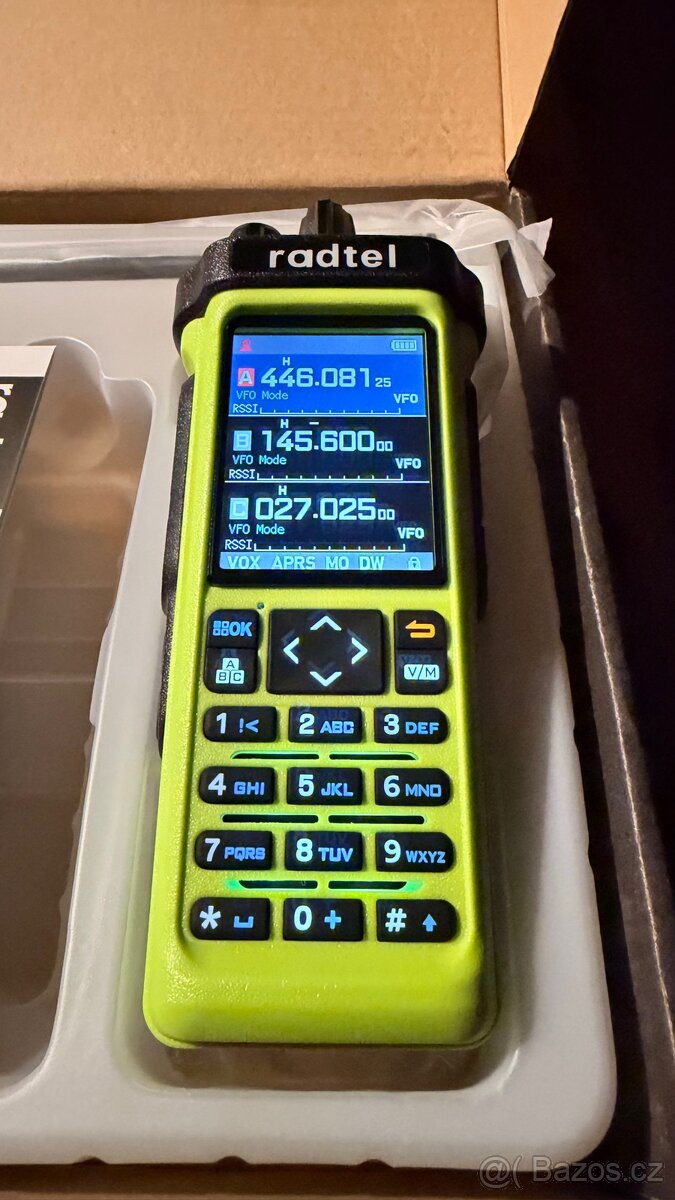 radtel
H
A 446.081 25
VFO Mode VFO
RSSI
H −
B 145.600 00
VFO Mode VFO
RSSI
H
C 027.025 00
VFO Mode VFO
RSSI
VOX APRS MO DW
OK
A
B C V/M
1 !< 2 ABC 3 DEF
4 GHI 5 JKL 6 MNO
7 PQRS 8 TUV 9 WXYZ
* ⎵ 0 + # ⬆
@( Bazos.cz